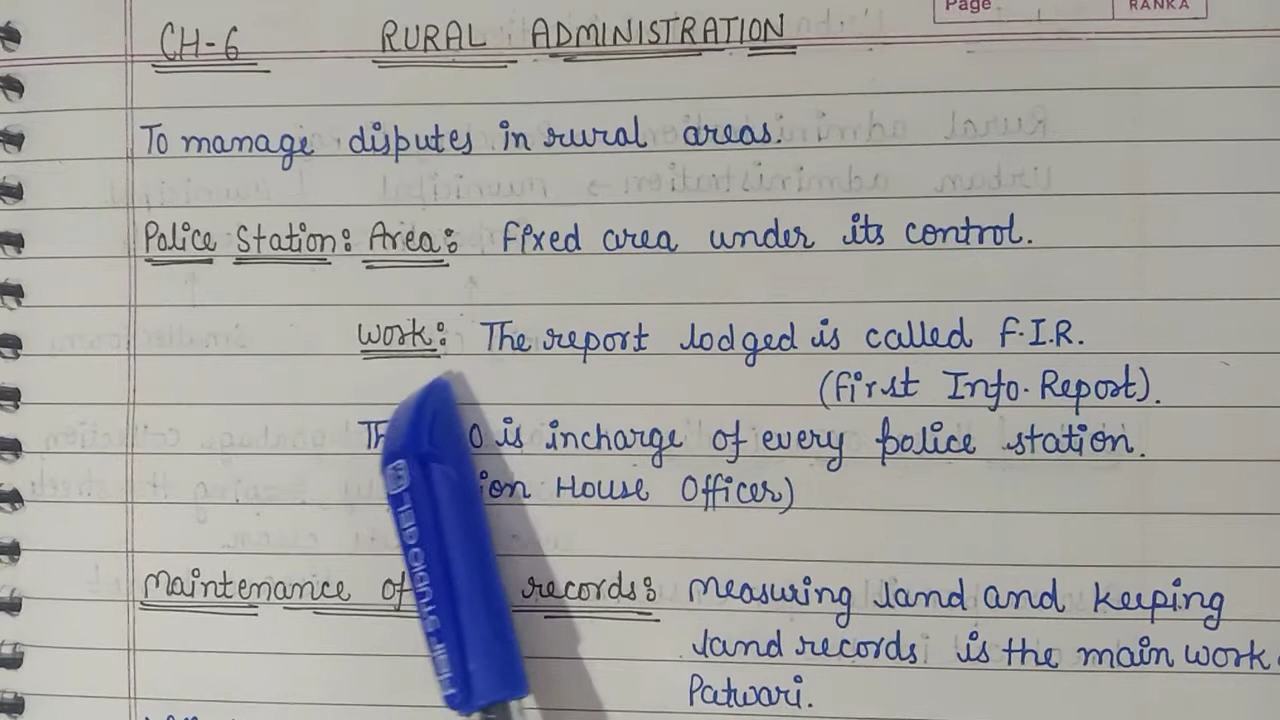 Page
RANKA
CH-6 RURAL ADMINISTRATION
To manage disputes in rural areas.
Police Station: Area: Fixed area under its control.
Work: The report lodged is called F.I.R.
(First Info. Report).
is incharge of every police station.
House Officer)
Maintenance of records: Measuring land and keeping
land records is the main work
Patwari.